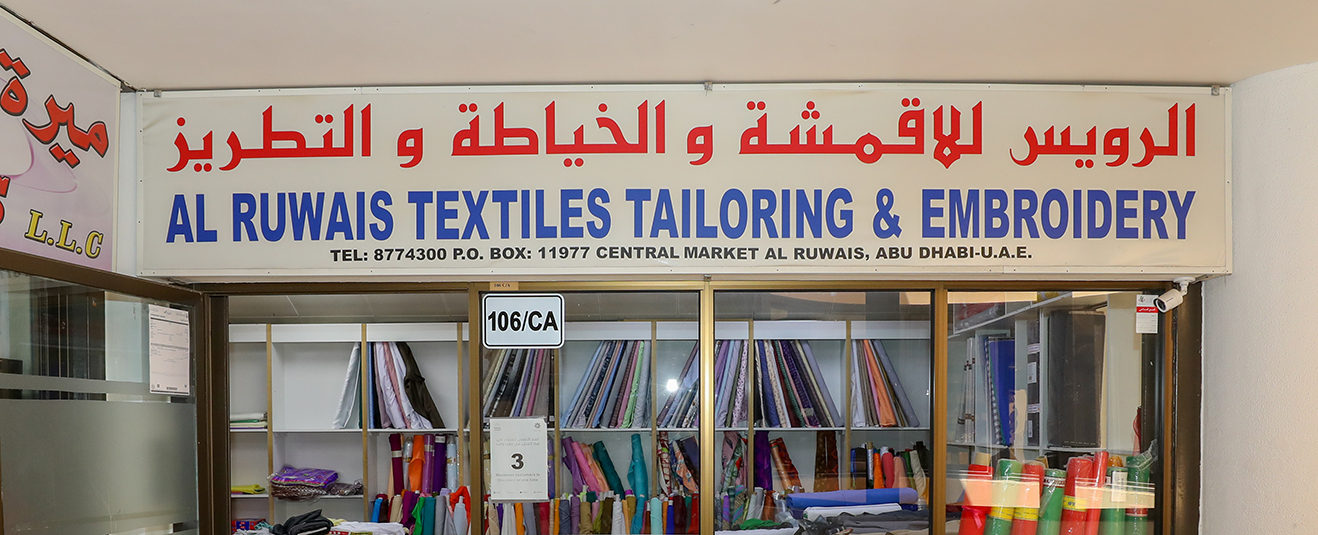 ميرة
L.L.C
الرويس للاقمشة و الخياطة و التطريز
AL RUWAIS TEXTILES TAILORING & EMBROIDERY
TEL: 8774300 P.O. BOX: 11977 CENTRAL MARKET AL RUWAIS, ABU DHABI-U.A.E.
106/CA
3